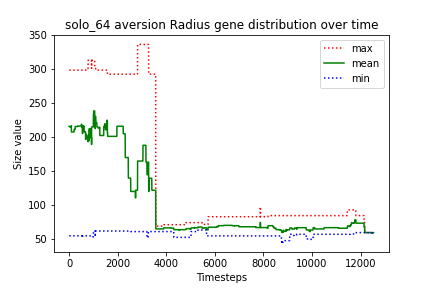 solo_64 aversion Radius gene distribution over time
350
300
250
200
150
100
50
Size value
max
mean
min
0
2000
4000
6000
8000
10000
12000
Timesteps